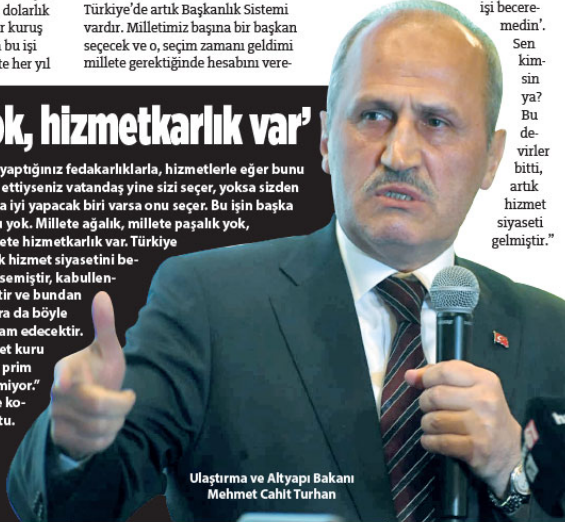 dolarlık
r kuruş
bu işi
te her yıl
Türkiye'de artık Başkanlık Sistemi
vardır. Milletimiz başına bir başkan
seçecek ve o, seçim zamanı geldimi
millete gerektiğinde hesabını vere-
işi becere-
medin'.
Sen
kim-
sin
ya?
Bu
de-
virler
bitti,
artık
hizmet
siyaseti
gelmiştir."
ok, hizmetkarlık var'
yaptığınız fedakarlıklarla, hizmetlerle eğer bunu
ettiyseniz vatandaş yine sizi seçer, yoksa sizden
a iyi yapacak biri varsa onu seçer. Bu işin başka
u yok. Millete ağalık, millete paşalık yok,
ete hizmetkarlık var. Türkiye
k hizmet siyasetini be-
semiştir, kabullen-
tir ve bundan
ra da böyle
am edecektir.
et kuru
prim
miyor."
e ko-
tu.
Ulaştırma ve Altyapı Bakanı
Mehmet Cahit Turhan